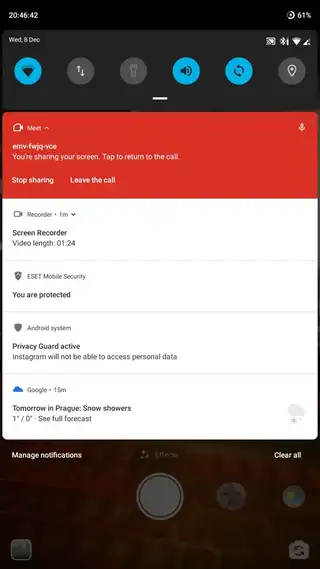 20:46:42
61%
Wed, 8 Dec
Meet
emv-fwjq-vce
You're sharing your screen. Tap to return to the call.
Stop sharing Leave the call
Recorder • 1m
Screen Recorder
Video length: 01:24
ESET Mobile Security
You are protected
Android system
Privacy Guard active
Instagram will not be able to access personal data
Google • 15m
Tomorrow in Prague: Snow showers
1° / 0° · See full forecast
Manage notifications Effects Clear all